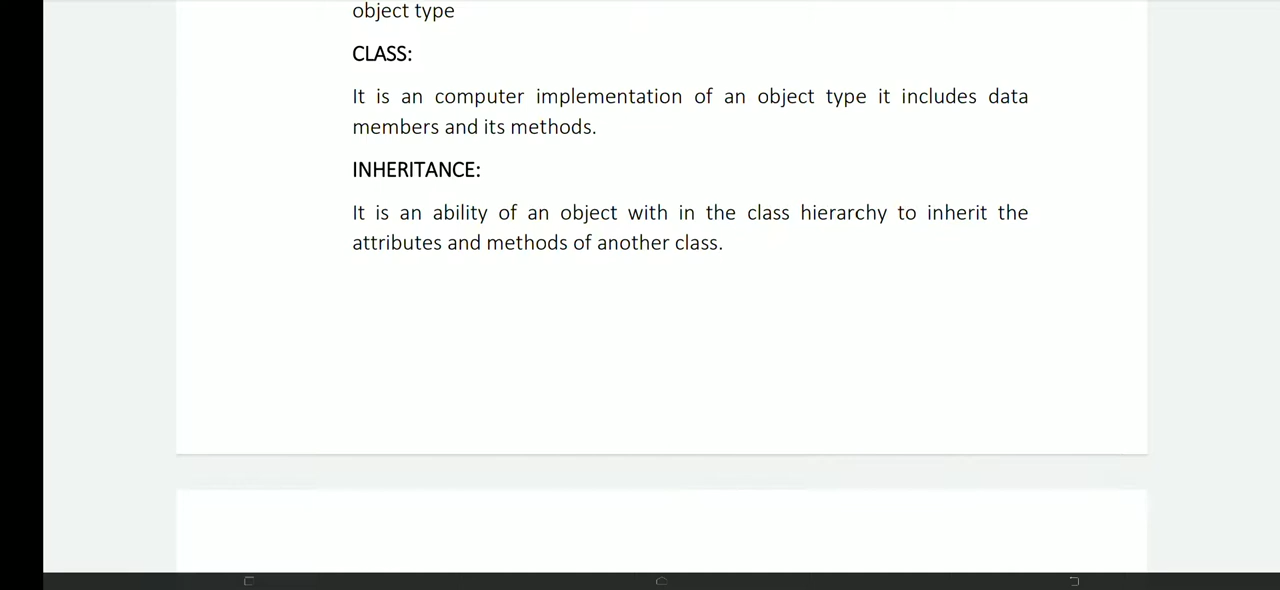 object type
CLASS:
It is an computer implementation of an object type it includes data
members and its methods.
INHERITANCE:
It is an ability of an object with in the class hierarchy to inherit the
attributes and methods of another class.